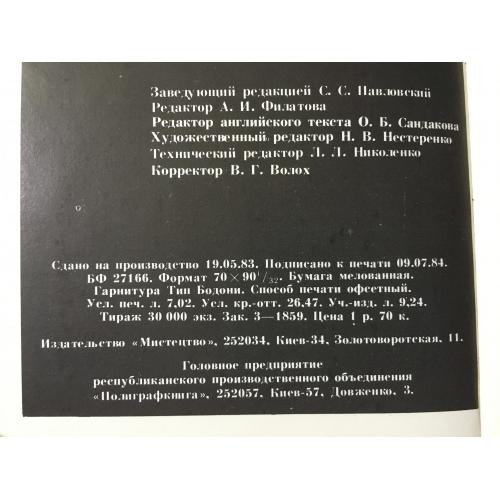 Заведующий редакцией С. С. Павловский
Редактор А. И. Филатова
Редактор английского текста О. Б. Сандакова
Художественный редактор Н. В. Нестеренко
Технический редактор Л. Л. Николенко
Корректор В. Г. Волох
Сдано на производство 19.05.83. Подписано к печати 09.07.84.
БФ 27166. Формат 70×90¹/₃₂. Бумага мелованная.
Гарнитура Тип Бодони. Способ печати офсетный.
Усл. печ. л. 7,02. Усл. кр.-отт. 26,47. Уч.-изд. л. 9,24.
Тираж 30 000 экз. Зак. 3—1859. Цена 1 р. 70 к.
Издательство «Мистецтво», 252034, Киев-34, Золотоворотская, 11.
Головное предприятие
республиканского производственного объединения
«Полиграфкнига», 252057, Киев-57, Довженко, 3.